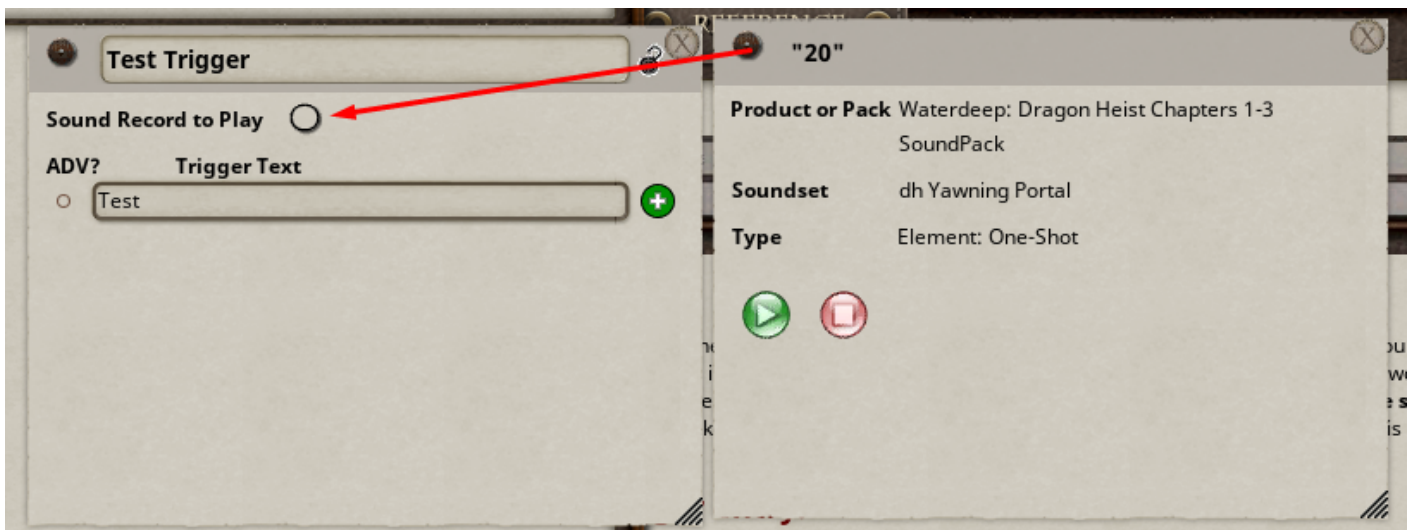 REFERENCE
Test Trigger
Sound Record to Play
ADV? Trigger Text
Test
"20"
Product or Pack Waterdeep: Dragon Heist Chapters 1-3
SoundPack
Soundset dh Yawning Portal
Type Element: One-Shot